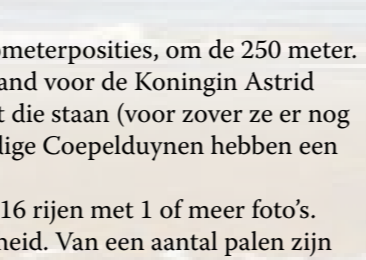 ometerposities, om de 250 meter.
and voor de Koningin Astrid
t die staan (voor zover ze er nog
lige Coepelduynen hebben een
16 rijen met 1 of meer foto's.
heid. Van een aantal palen zijn